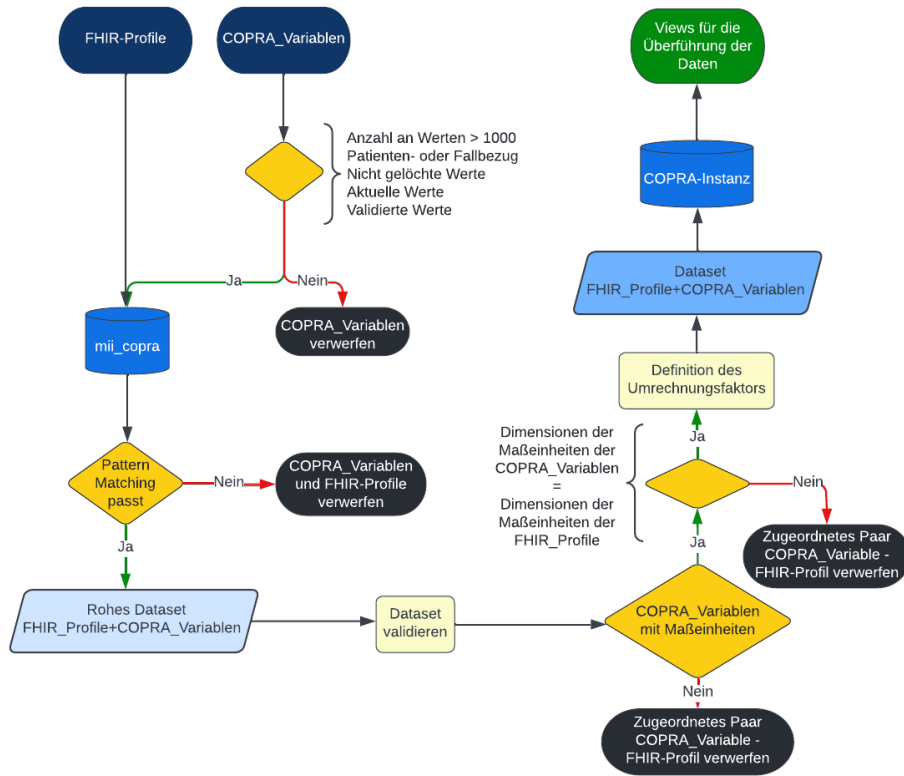 FHIR-Profile
COPRA_Variablen
Anzahl an Werten > 1000
Patienten- oder Fallbezug
Nicht gelöchte Werte
Aktuelle Werte
Validierte Werte
Ja
Nein
COPRA_Variablen
verwerfen
mii_copra
Pattern
Matching
passt
Nein
COPRA_Variablen
und FHIR-Profile
verwerfen
Ja
Rohes Dataset
FHIR_Profile+COPRA_Variablen
Dataset
validieren
COPRA_Variablen
mit Maßeinheiten
Nein
Zugeordnetes Paar
COPRA_Variable -
FHIR-Profil verwerfen
Ja
Dimensionen der
Maßeinheiten der
COPRA_Variablen
=
Dimensionen der
Maßeinheiten der
FHIR_Profile
Nein
Zugeordnetes Paar
COPRA_Variable -
FHIR-Profil verwerfen
Ja
Definition des
Umrechnungsfaktors
Dataset
FHIR_Profile+COPRA_Variablen
COPRA-Instanz
Views für die
Überführung der
Daten